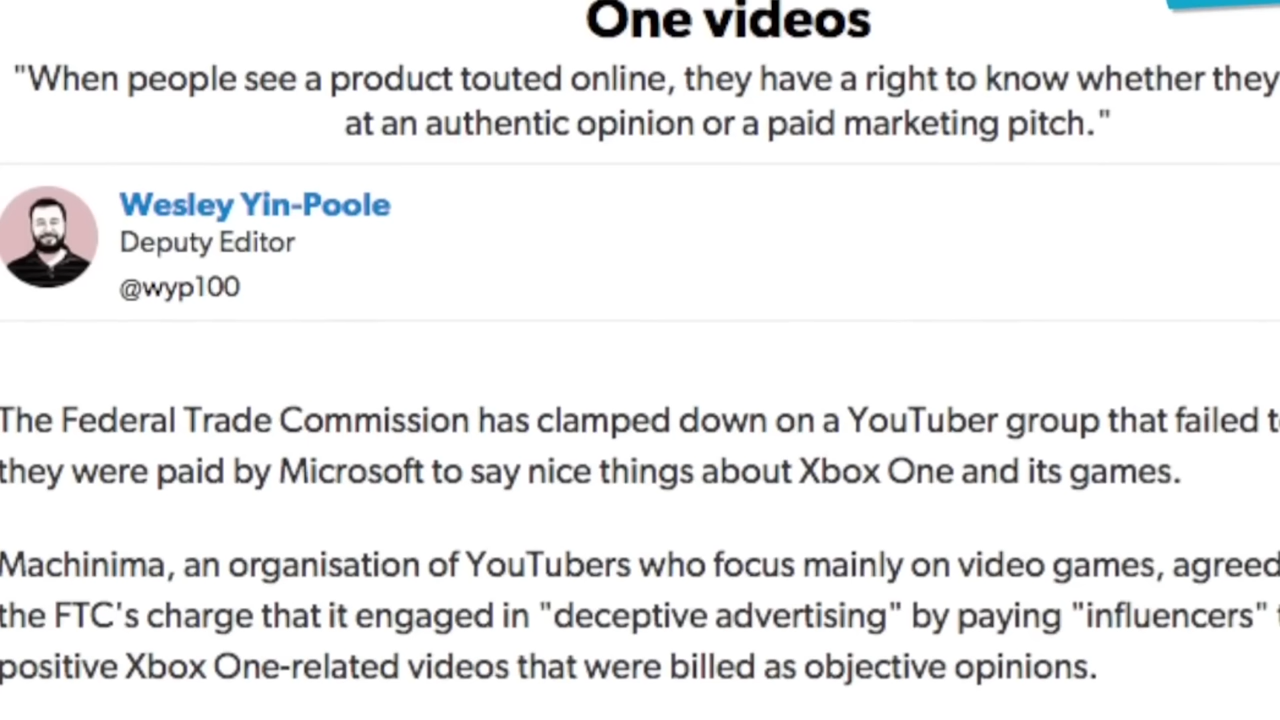 One videos
"When people see a product touted online, they have a right to know whether they
at an authentic opinion or a paid marketing pitch."
Wesley Yin-Poole
Deputy Editor
@wyp100
The Federal Trade Commission has clamped down on a YouTuber group that failed
they were paid by Microsoft to say nice things about Xbox One and its games.
Machinima, an organisation of YouTubers who focus mainly on video games, agreed
the FTC's charge that it engaged in "deceptive advertising" by paying "influencers"
positive Xbox One-related videos that were billed as objective opinions.